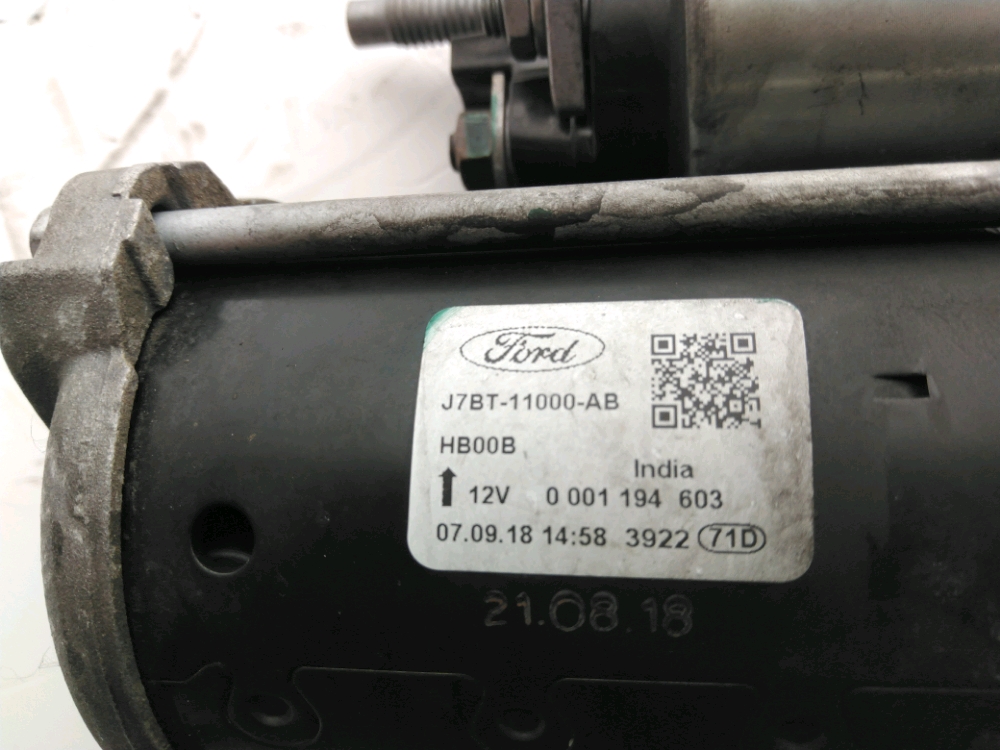 Ford
J7BT-11000-AB
HB00B
India
12V 0 001 194 603
07.09.18 14:58 3922 71D
21.08.18